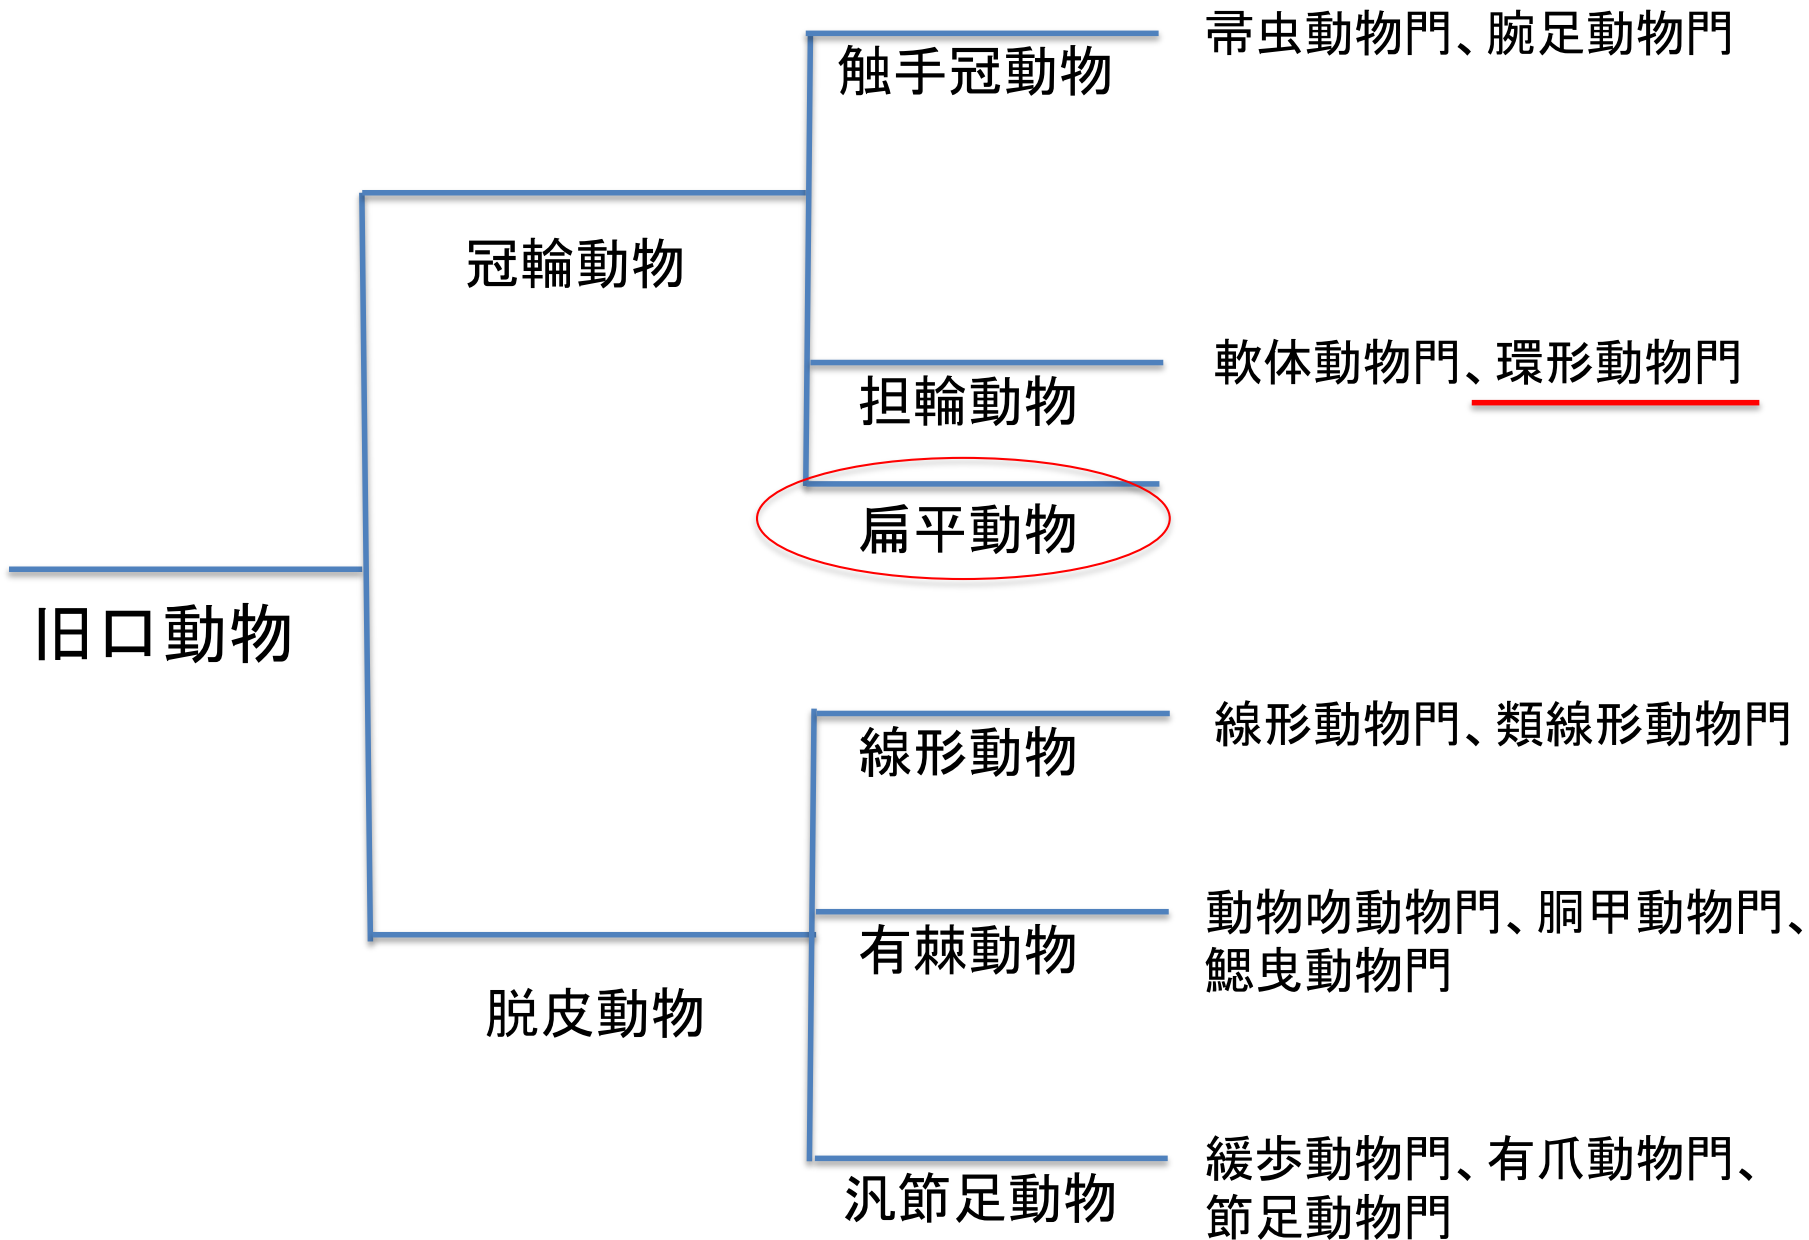 触手冠動物
帚虫動物門、腕足動物門
冠輪動物
担輪動物
軟体動物門、環形動物門
扁平動物
旧口動物
線形動物
線形動物門、類線形動物門
有棘動物
動物吻動物門、胴甲動物門、
鰓曳動物門
脱皮動物
汎節足動物
緩歩動物門、有爪動物門、
節足動物門